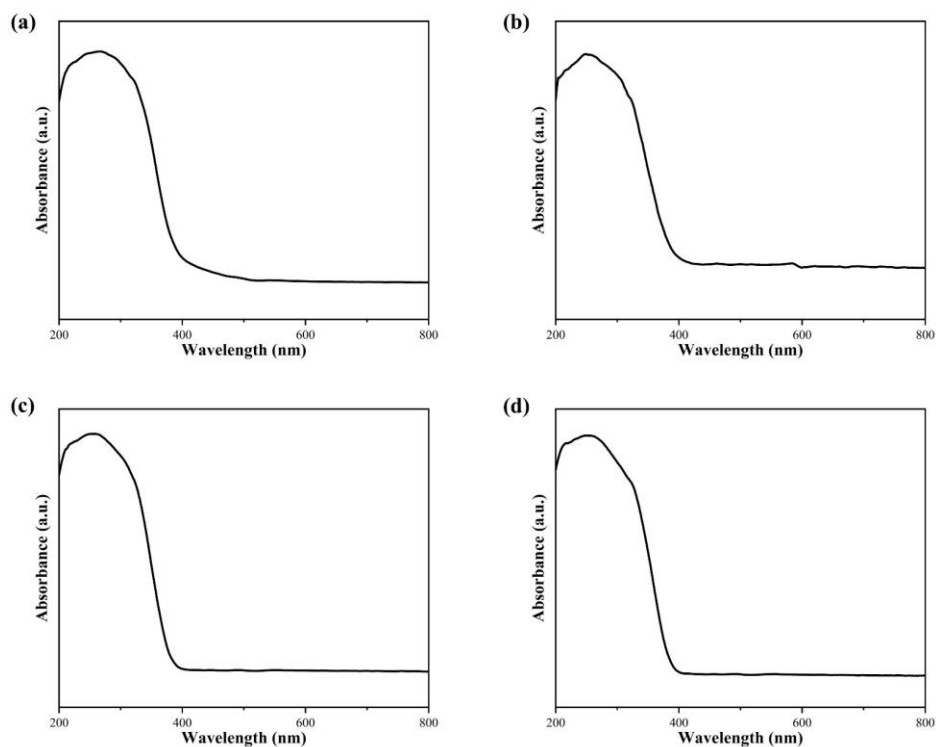 (a)
Absorbance (a.u.)
200
400
600
800
Wavelength (nm)
(b)
Absorbance (a.u.)
200
400
600
800
Wavelength (nm)
(c)
Absorbance (a.u.)
200
400
600
800
Wavelength (nm)
(d)
Absorbance (a.u.)
200
400
600
800
Wavelength (nm)